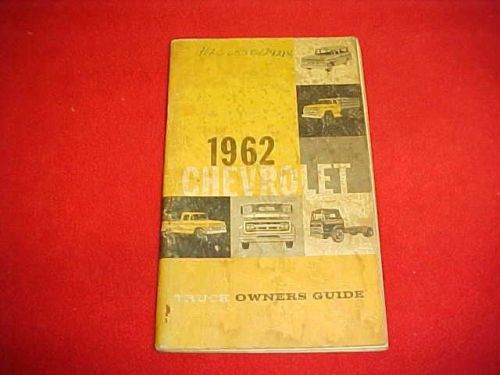 1962
CHEVROLET
TRUCK OWNERS GUIDE